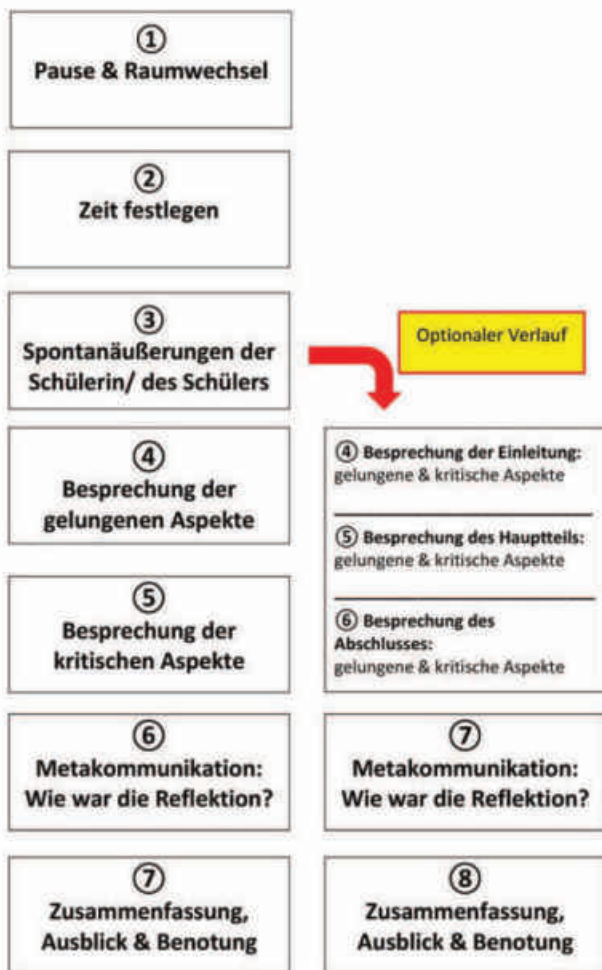 ①
Pause & Raumwechsel
②
Zeit festlegen
③
Spontanäußerungen der
Schülerin/ des Schülers
Optionaler Verlauf
④
Besprechung der
gelungenen Aspekte
⑤
Besprechung der
kritischen Aspekte
④ Besprechung der Einleitung:
gelungene & kritische Aspekte
⑤ Besprechung des Hauptteils:
gelungene & kritische Aspekte
⑥ Besprechung des
Abschlusses:
gelungene & kritische Aspekte
⑥
Metakommunikation:
Wie war die Reflektion?
⑦
Metakommunikation:
Wie war die Reflektion?
⑦
Zusammenfassung,
Ausblick & Benotung
⑧
Zusammenfassung,
Ausblick & Benotung